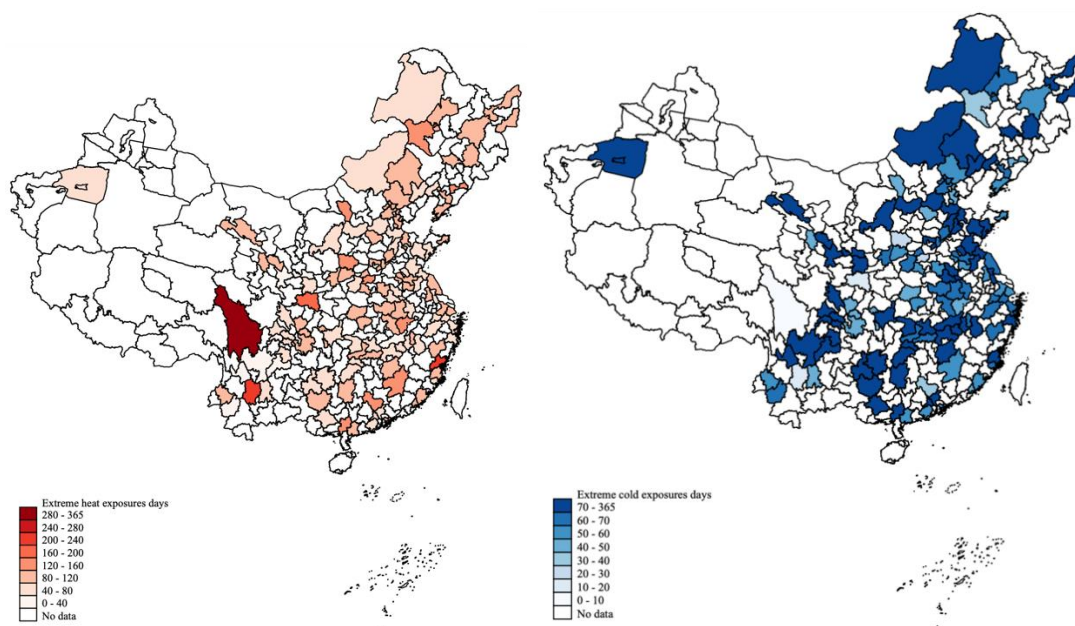 Extreme heat exposures days
280 - 365
240 - 280
200 - 240
160 - 200
120 - 160
80 - 120
40 - 80
0 - 40
No data
Extreme cold exposures days
70 - 365
60 - 70
50 - 60
40 - 50
30 - 40
20 - 30
10 - 20
0 - 10
No data